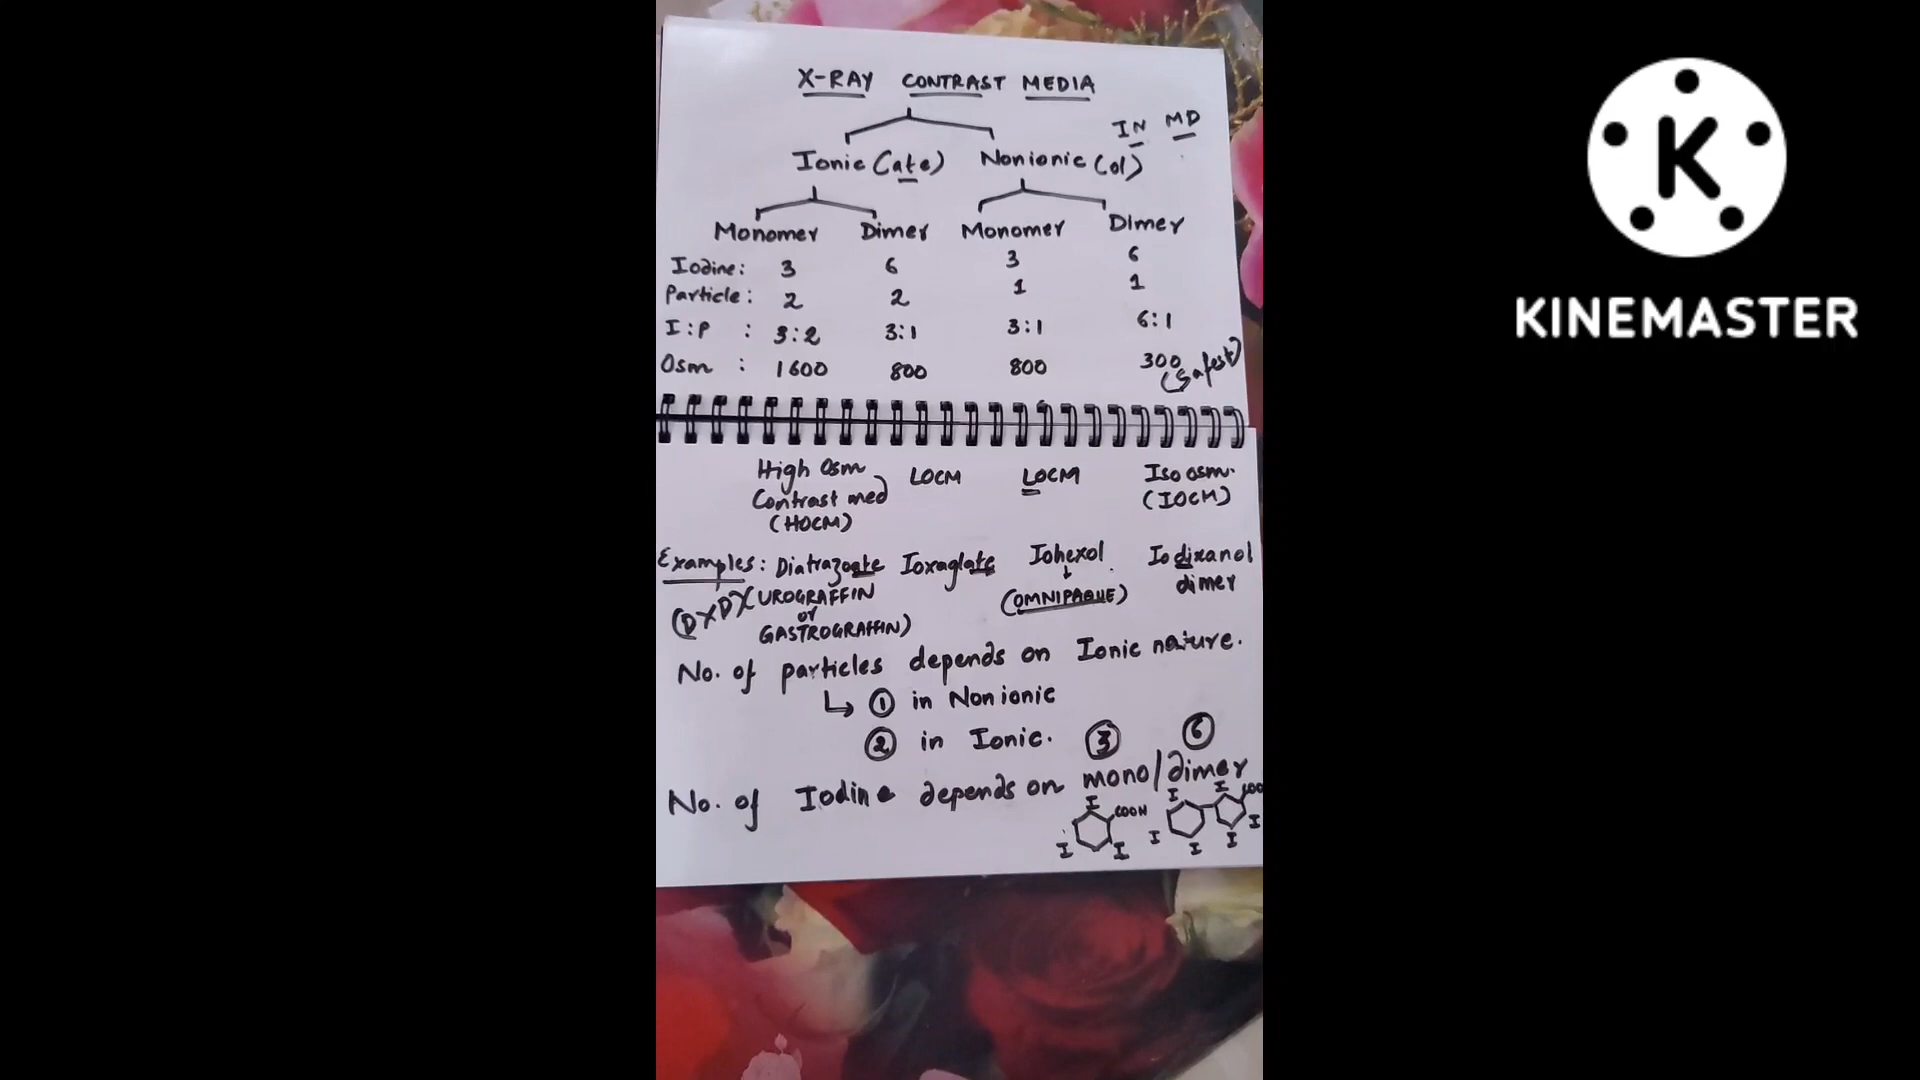 X-RAY CONTRAST MEDIA
IN MD
Ionic (ate) Nonionic (ol)
Monomer Dimer Monomer Dimer
Iodine: 3 6 3 6
Particle: 2 2 1 1
I:P : 3:2 3:1 3:1 6:1
Osm : 1600 800 800 300
(Safest)
High Osm LOCM LOCM Iso osm.
Contrast med (IOCM)
(HOCM)
Examples: Diatrazoate Ioxaglate Iohexol Iodixanol
(OMNIPAQUE) dimer
UROGRAFFIN
or
GASTROGRAFFIN)
No. of particles depends on Ionic nature.
① in Nonionic
② in Ionic. ③ ⑥
No. of Iodine depends on mono/dimer
I I I COO
COOH
I I I I I I
KINEMASTER